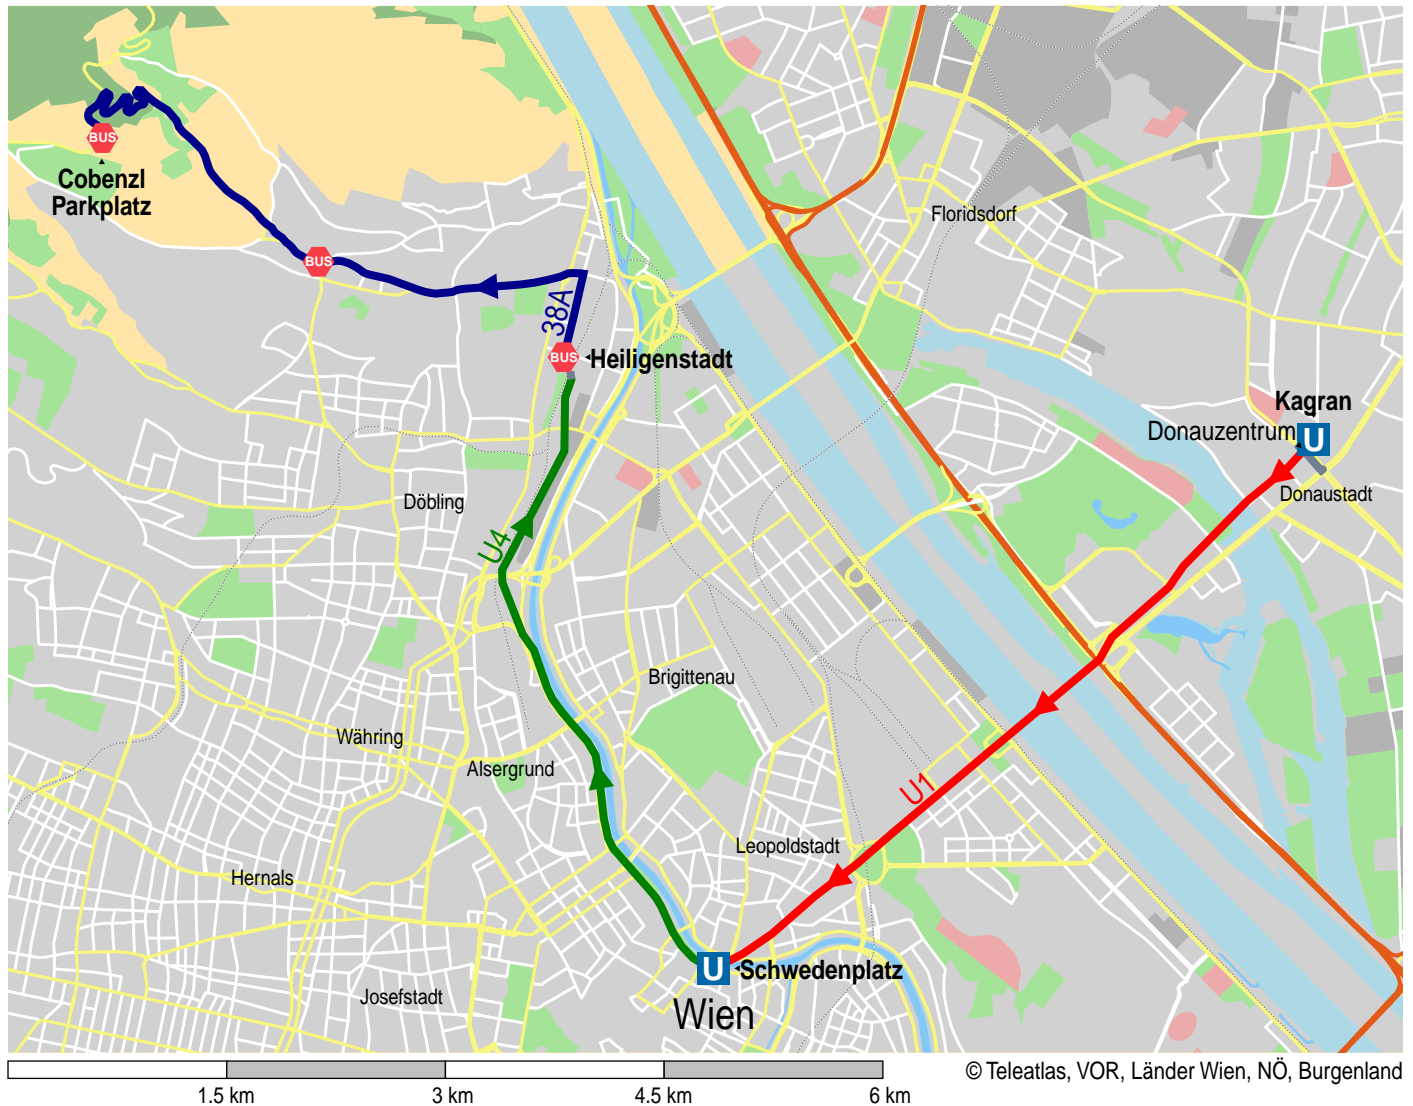 BUS
Cobenzl
Parkplatz
BUS
38A
BUS
Heiligenstadt
Floridsdorf
Kagran
Donauzentrum
U
Donaustadt
Döbling
U4
Brigittenau
Währing
Alsergrund
U1
Leopoldstadt
Hernals
U
Schwedenplatz
Josefstadt
Wien
1.5 km
3 km
4.5 km
6 km
© Teleatlas, VOR, Länder Wien, NÖ, Burgenland